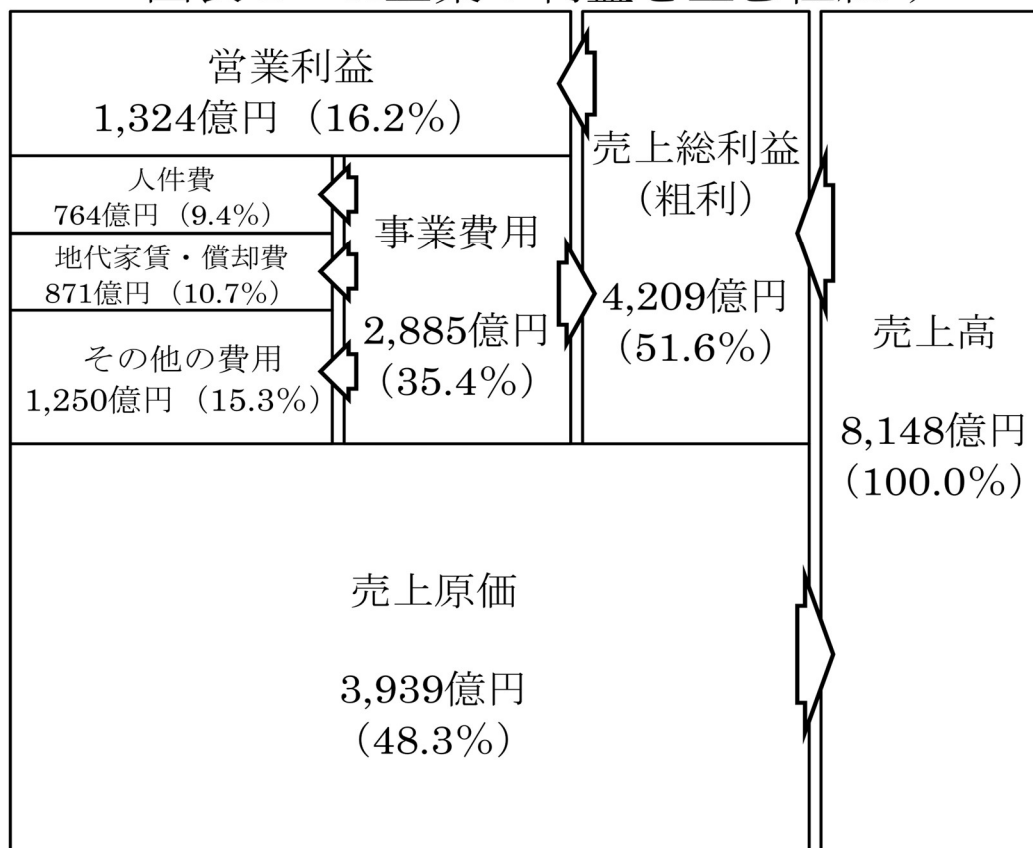 営業利益
1,324億円（16.2%）
人件費
764億円（9.4%）
地代家賃・償却費
871億円（10.7%）
その他の費用
1,250億円（15.3%）
事業費用
2,885億円
（35.4%）
売上総利益
（粗利）
4,209億円
（51.6%）
売上高
8,148億円
（100.0%）
売上原価
3,939億円
（48.3%）